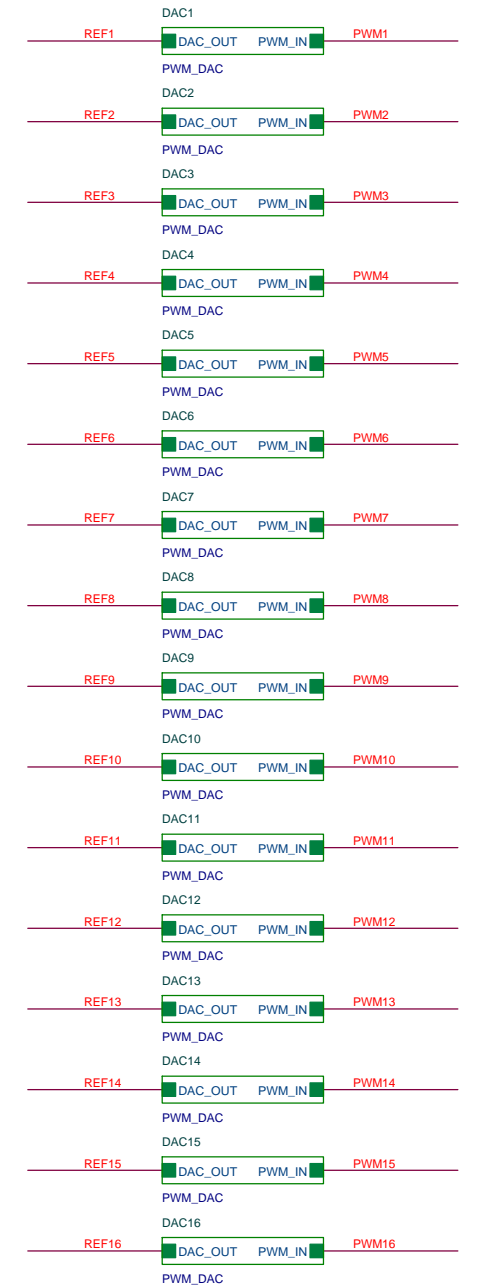 DAC1
REF1 PWM1
DAC_OUT PWM_IN
PWM_DAC
DAC2
REF2 PWM2
DAC_OUT PWM_IN
PWM_DAC
DAC3
REF3 PWM3
DAC_OUT PWM_IN
PWM_DAC
DAC4
REF4 PWM4
DAC_OUT PWM_IN
PWM_DAC
DAC5
REF5 PWM5
DAC_OUT PWM_IN
PWM_DAC
DAC6
REF6 PWM6
DAC_OUT PWM_IN
PWM_DAC
DAC7
REF7 PWM7
DAC_OUT PWM_IN
PWM_DAC
DAC8
REF8 PWM8
DAC_OUT PWM_IN
PWM_DAC
DAC9
REF9 PWM9
DAC_OUT PWM_IN
PWM_DAC
DAC10
REF10 PWM10
DAC_OUT PWM_IN
PWM_DAC
DAC11
REF11 PWM11
DAC_OUT PWM_IN
PWM_DAC
DAC12
REF12 PWM12
DAC_OUT PWM_IN
PWM_DAC
DAC13
REF13 PWM13
DAC_OUT PWM_IN
PWM_DAC
DAC14
REF14 PWM14
DAC_OUT PWM_IN
PWM_DAC
DAC15
REF15 PWM15
DAC_OUT PWM_IN
PWM_DAC
DAC16
REF16 PWM16
DAC_OUT PWM_IN
PWM_DAC